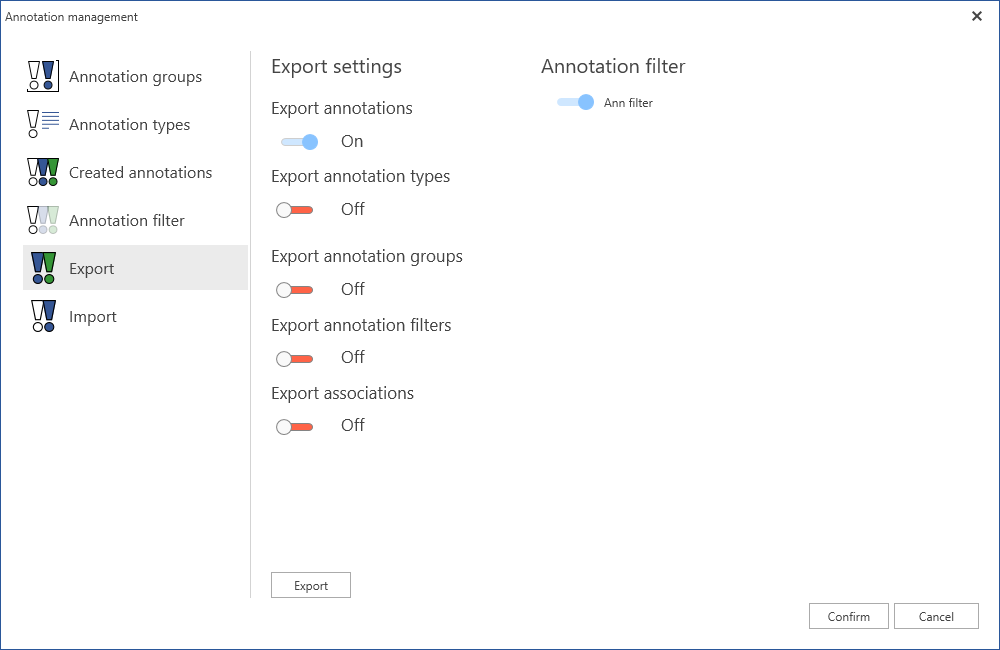 Annotation management
Annotation groups
Annotation types
Created annotations
Annotation filter
Export
Import
Export settings
Export annotations
On
Export annotation types
Off
Export annotation groups
Off
Export annotation filters
Off
Export associations
Off
Export
Annotation filter
Ann filter
Confirm
Cancel